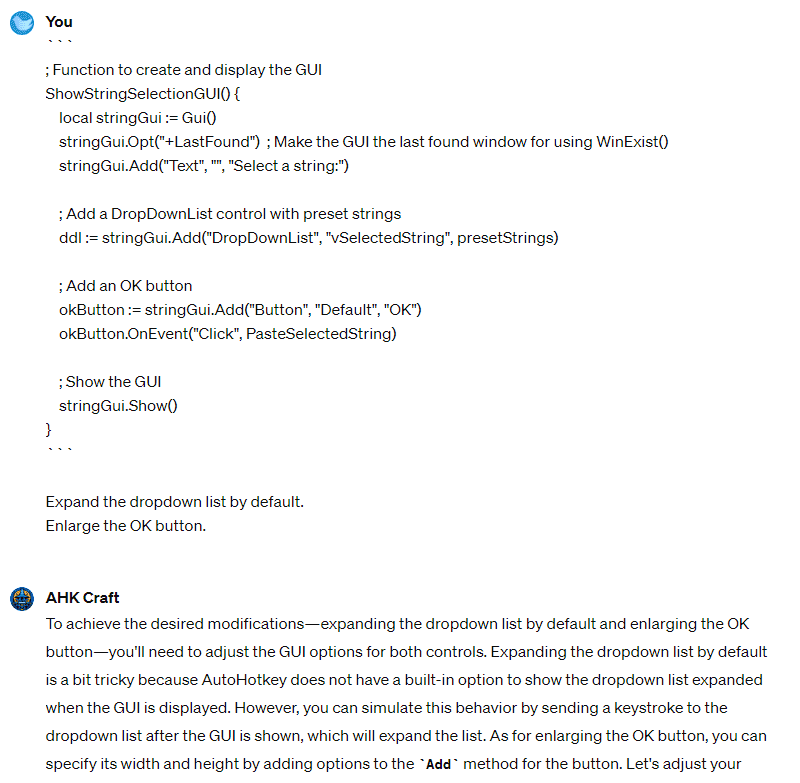 You
```
; Function to create and display the GUI
ShowStringSelectionGUI() {
local stringGui := Gui()
stringGui.Opt("+LastFound")  ; Make the GUI the last found window for using WinExist()
stringGui.Add("Text", "", "Select a string:")
; Add a DropDownList control with preset strings
ddl := stringGui.Add("DropDownList", "vSelectedString", presetStrings)
; Add an OK button
okButton := stringGui.Add("Button", "Default", "OK")
okButton.OnEvent("Click", PasteSelectedString)
; Show the GUI
stringGui.Show()
}
```
Expand the dropdown list by default.
Enlarge the OK button.
AHK Craft
To achieve the desired modifications—expanding the dropdown list by default and enlarging the OK
button—you'll need to adjust the GUI options for both controls. Expanding the dropdown list by default
is a bit tricky because AutoHotkey does not have a built-in option to show the dropdown list expanded
when the GUI is displayed. However, you can simulate this behavior by sending a keystroke to the
dropdown list after the GUI is shown, which will expand the list. As for enlarging the OK button, you can
specify its width and height by adding options to the `Add` method for the button. Let's adjust your